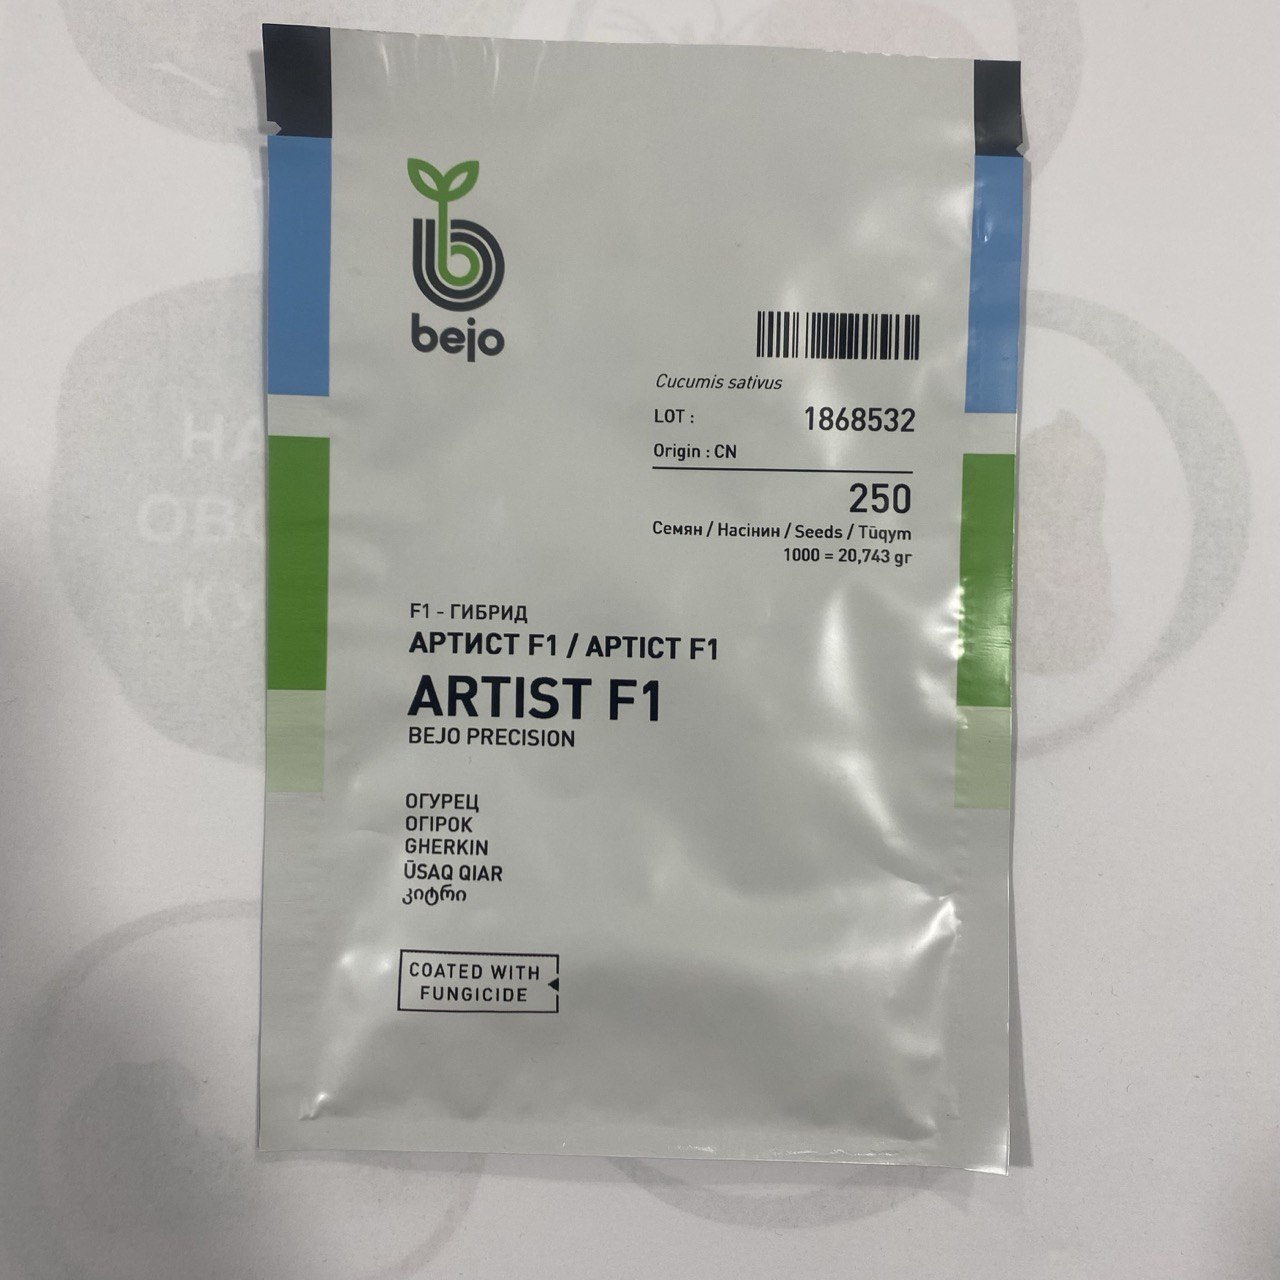 bejo
Cucumis sativus
LOT : 1868532
Origin : CN
250
Семян / Насінин / Seeds / Tūqym
1000 = 20,743 gr
F1 - ГИБРИД
АРТИСТ F1 / АРТІСТ F1
ARTIST F1
BEJO PRECISION
ОГУРЕЦ
ОГІРОК
GHERKIN
ŪSAQ QIAR
კიტრი
COATED WITH
FUNGICIDE